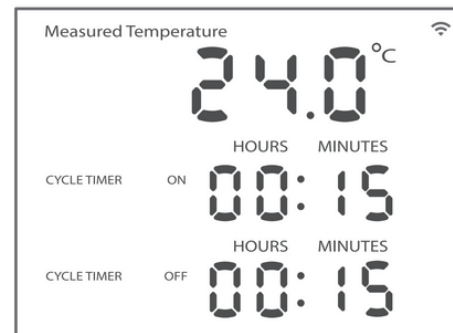 Measured Temperature
24.0°C
HOURS MINUTES
CYCLE TIMER ON 00:15
HOURS MINUTES
CYCLE TIMER OFF 00:15